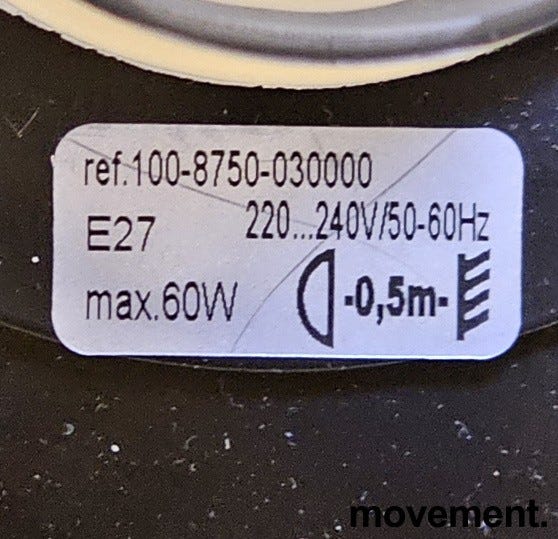 ref.100-8750-030000
E27 220...240V/50-60Hz
max.60W -0,5m-
movement.